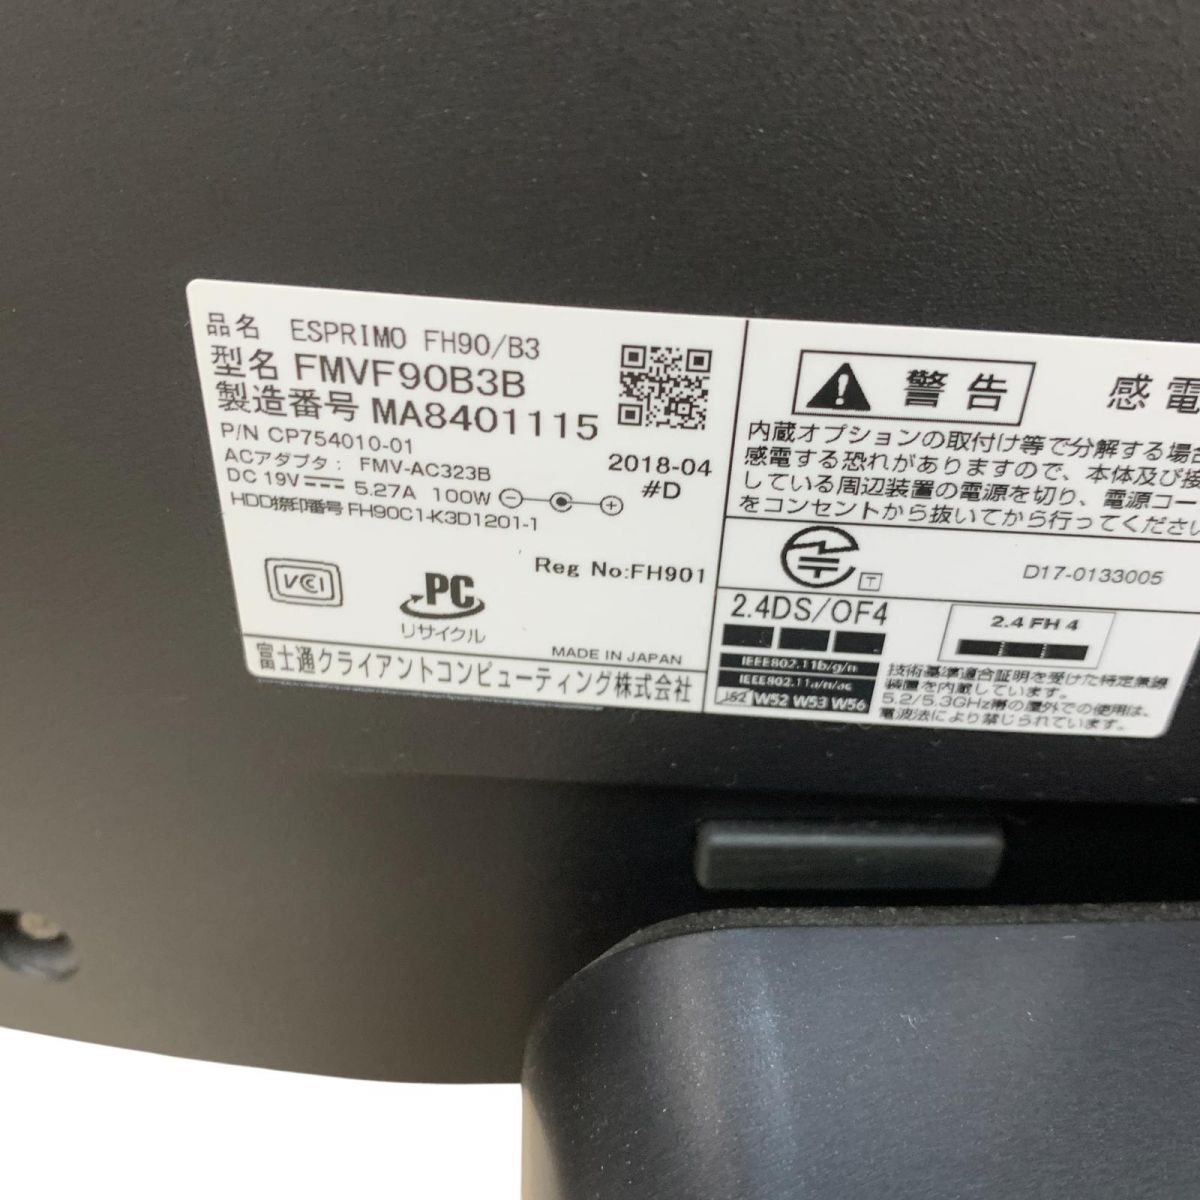 品名 ESPRIMO FH90/B3
型名 FMVF90B3B
製造番号 MA8401115
P/N CP754010-01
ACアダプタ: FMV-AC323B
2018-04
DC 19V 5.27A 100W
#D
HDD捺印番号 FH90C1-K3D1201-1
VCCI
PC
リサイクル
Reg No:FH901
MADE IN JAPAN
富士通クライアントコンピューティング株式会社
警告
感電
内蔵オプションの取付け等で分解する場合
感電する恐れがありますので、本体及び接
している周辺装置の電源を切り、電源コー
をコンセントから抜いてから行ってください
T
D17-0133005
2.4DS/OF4
IEEE802.11b/g/n
IEEE802.11a/n/ac
J52 W52 W53 W56
2.4 FH 4
技術基準適合証明を受けた特定無線
装置を内蔵しています。
5.2/5.3GHz帯の屋外での使用は、
電波法により禁じられています。